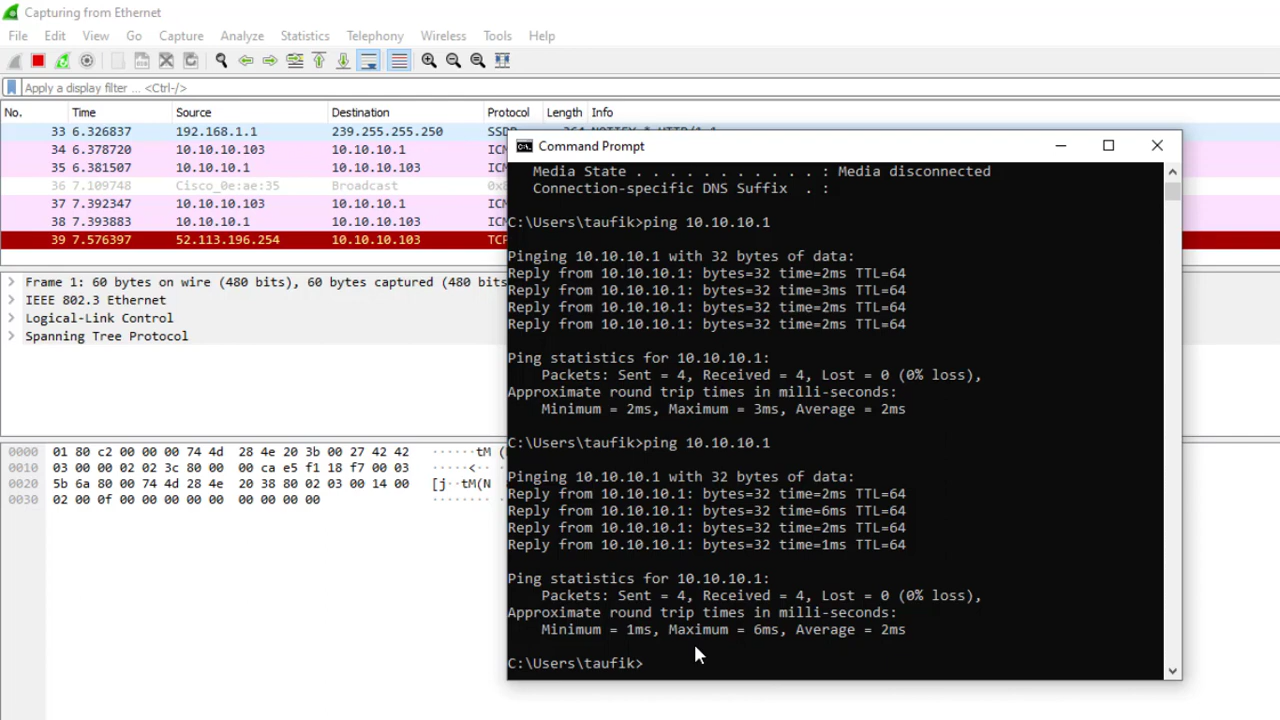 Capturing from Ethernet
File Edit View Go Capture Analyze Statistics Telephony Wireless Tools Help
Apply a display filter ... <Ctrl-/>
No. Time Source Destination Protocol Length Info
33 6.326837 192.168.1.1 239.255.255.250 SSDP 364 NOTIFY * HTTP/1.1
34 6.378720 10.10.10.103 10.10.10.1 ICM
35 6.381507 10.10.10.1 10.10.10.103 ICM
36 7.109748 Cisco_0e:ae:35 Broadcast 0x8
37 7.392347 10.10.10.103 10.10.10.1 ICM
38 7.393883 10.10.10.1 10.10.10.103 ICM
39 7.576397 52.113.196.254 10.10.10.103 TCP
Frame 1: 60 bytes on wire (480 bits), 60 bytes captured (480 bits
IEEE 802.3 Ethernet
Logical-Link Control
Spanning Tree Protocol
0000 01 80 c2 00 00 00 74 4d 28 4e 20 3b 00 27 42 42 ······tM (
0010 03 00 00 02 02 3c 80 00 00 ca e5 f1 18 f7 00 03 ·····<··
0020 5b 6a 80 00 74 4d 28 4e 20 38 80 02 03 00 14 00 [j··tM(N
0030 02 00 0f 00 00 00 00 00 00 00 00 00 ········
Command Prompt
Media State . . . . . . . . . . . : Media disconnected
Connection-specific DNS Suffix . :
C:\Users\taufik>ping 10.10.10.1
Pinging 10.10.10.1 with 32 bytes of data:
Reply from 10.10.10.1: bytes=32 time=2ms TTL=64
Reply from 10.10.10.1: bytes=32 time=3ms TTL=64
Reply from 10.10.10.1: bytes=32 time=2ms TTL=64
Reply from 10.10.10.1: bytes=32 time=2ms TTL=64
Ping statistics for 10.10.10.1:
Packets: Sent = 4, Received = 4, Lost = 0 (0% loss),
Approximate round trip times in milli-seconds:
Minimum = 2ms, Maximum = 3ms, Average = 2ms
C:\Users\taufik>ping 10.10.10.1
Pinging 10.10.10.1 with 32 bytes of data:
Reply from 10.10.10.1: bytes=32 time=2ms TTL=64
Reply from 10.10.10.1: bytes=32 time=6ms TTL=64
Reply from 10.10.10.1: bytes=32 time=2ms TTL=64
Reply from 10.10.10.1: bytes=32 time=1ms TTL=64
Ping statistics for 10.10.10.1:
Packets: Sent = 4, Received = 4, Lost = 0 (0% loss),
Approximate round trip times in milli-seconds:
Minimum = 1ms, Maximum = 6ms, Average = 2ms
C:\Users\taufik>